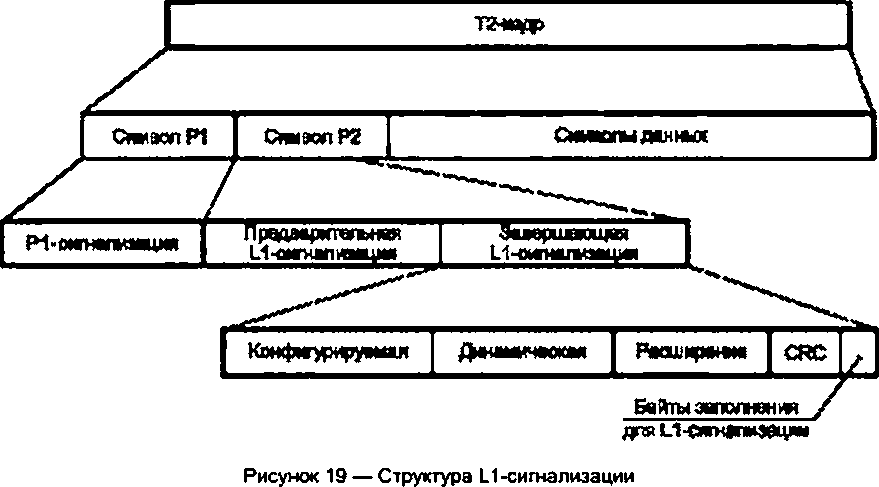 Т2-кадр
Символ Р1
Символ Р2
Символы данных
Р1-сигнализация
Предварительная
L1-сигнализация
Завершающая
L1-сигнализация
Конфигурируемая
Динамическая
Расширение
CRC
Байты заполнения
для L1-сигнализации
Рисунок 19 — Структура L1-сигнализации